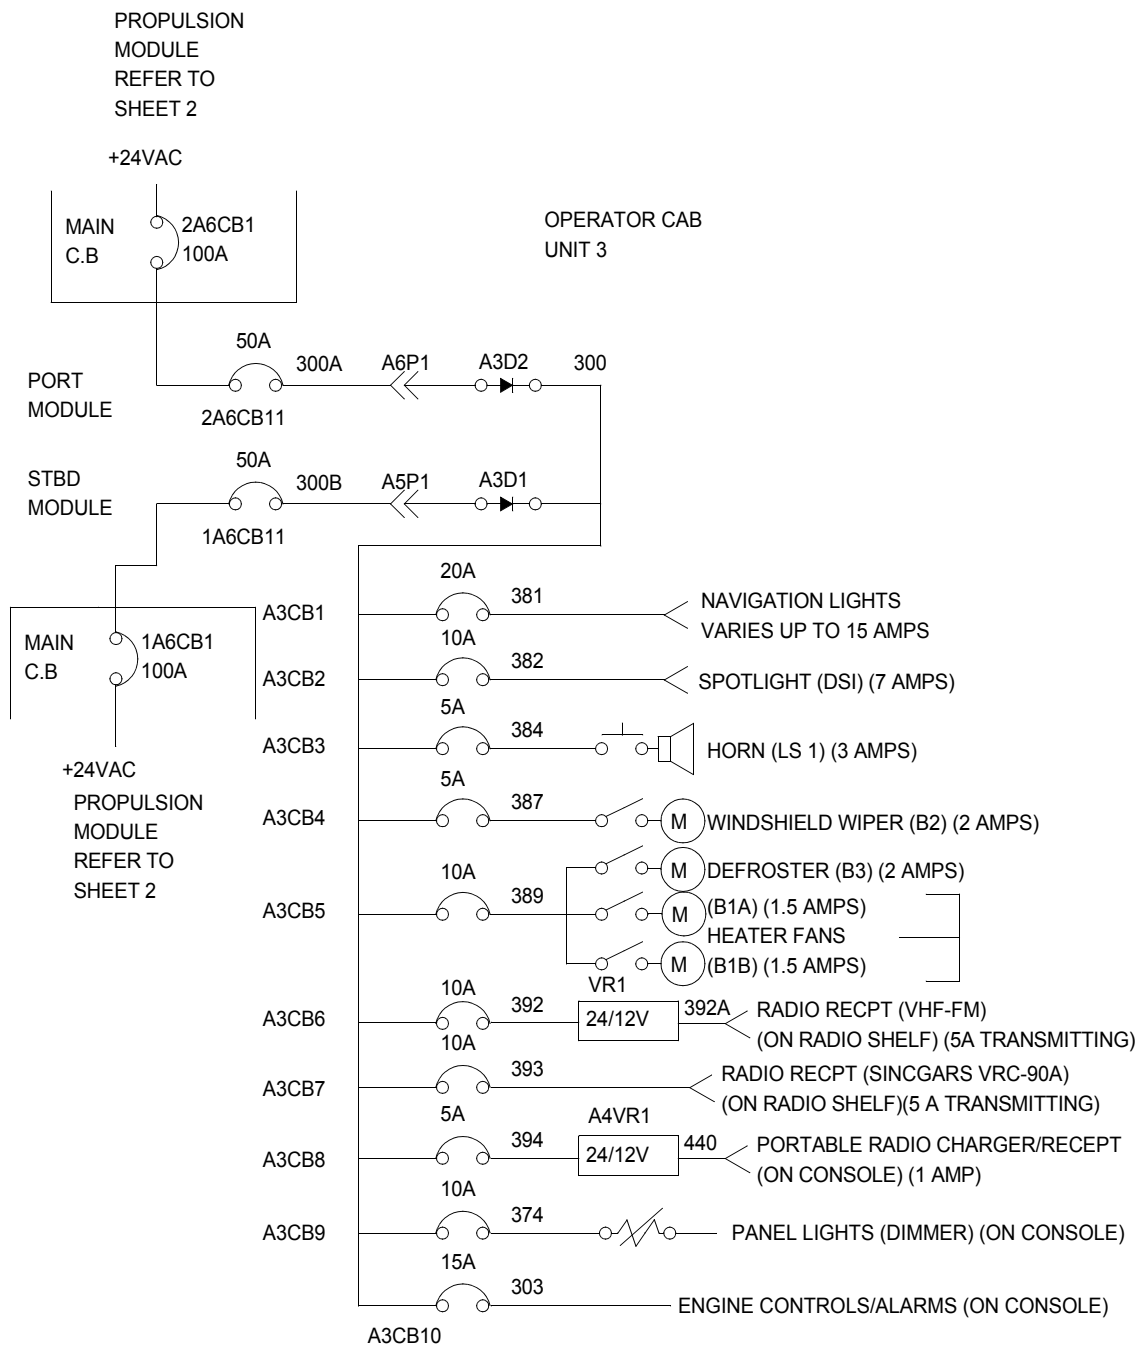 PROPULSION
MODULE
REFER TO
SHEET 2
+24VAC
MAIN
C.B
2A6CB1
100A
OPERATOR CAB
UNIT 3
PORT
MODULE
50A
300A
A6P1
A3D2
300
2A6CB11
STBD
MODULE
50A
300B
A5P1
A3D1
1A6CB11
MAIN
C.B
1A6CB1
100A
+24VAC
PROPULSION
MODULE
REFER TO
SHEET 2
A3CB1
20A
381
NAVIGATION LIGHTS
VARIES UP TO 15 AMPS
A3CB2
10A
382
SPOTLIGHT (DSI) (7 AMPS)
A3CB3
5A
384
HORN (LS 1) (3 AMPS)
A3CB4
5A
387
M
WINDSHIELD WIPER (B2) (2 AMPS)
A3CB5
10A
389
M
DEFROSTER (B3) (2 AMPS)
M
(B1A) (1.5 AMPS)
HEATER FANS
M
(B1B) (1.5 AMPS)
A3CB6
10A
392
VR1
24/12V
392A
RADIO RECPT (VHF-FM)
(ON RADIO SHELF) (5A TRANSMITTING)
A3CB7
10A
393
RADIO RECPT (SINCGARS VRC-90A)
(ON RADIO SHELF)(5 A TRANSMITTING)
A3CB8
5A
394
A4VR1
24/12V
440
PORTABLE RADIO CHARGER/RECEPT
(ON CONSOLE) (1 AMP)
A3CB9
10A
374
PANEL LIGHTS (DIMMER) (ON CONSOLE)
15A
303
ENGINE CONTROLS/ALARMS (ON CONSOLE)
A3CB10